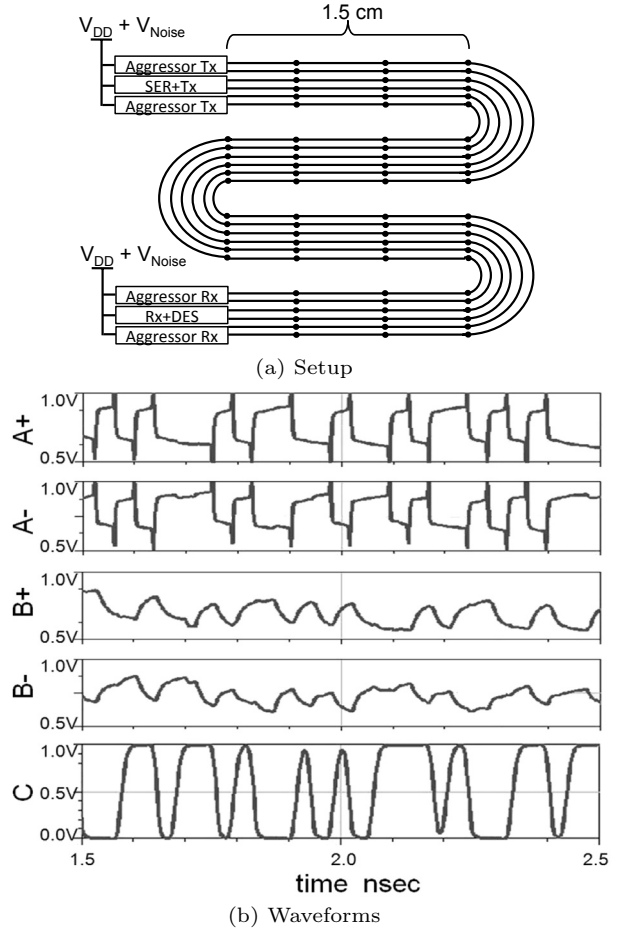 1.5 cm
V_DD + V_Noise
Aggressor Tx
SER+Tx
Aggressor Tx
V_DD + V_Noise
Aggressor Rx
Rx+DES
Aggressor Rx
(a) Setup
A+
1.0V
0.5V
A-
1.0V
0.5V
B+
1.0V
0.5V
B-
1.0V
0.5V
C
1.0V
0.5V
0.0V
1.5 2.0 2.5
time nsec
(b) Waveforms